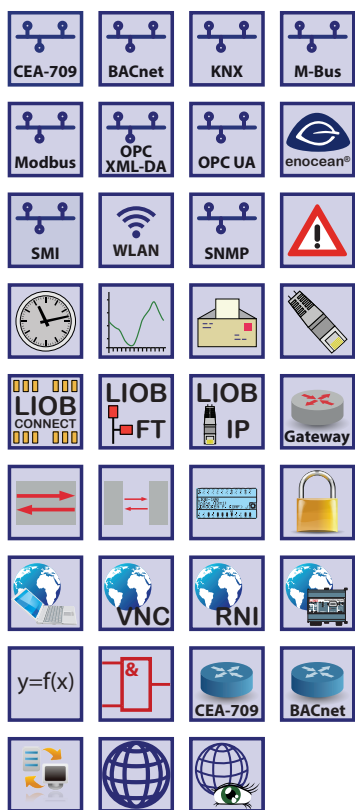 CEA-709
BACnet
KNX
M-Bus
Modbus
OPC
XML-DA
OPC UA
enocean®
SMI
WLAN
SNMP
LIOB
CONNECT
LIOB
FT
LIOB
IP
Gateway
VNC
RNI
y=f(x)
&
CEA-709
BACnet